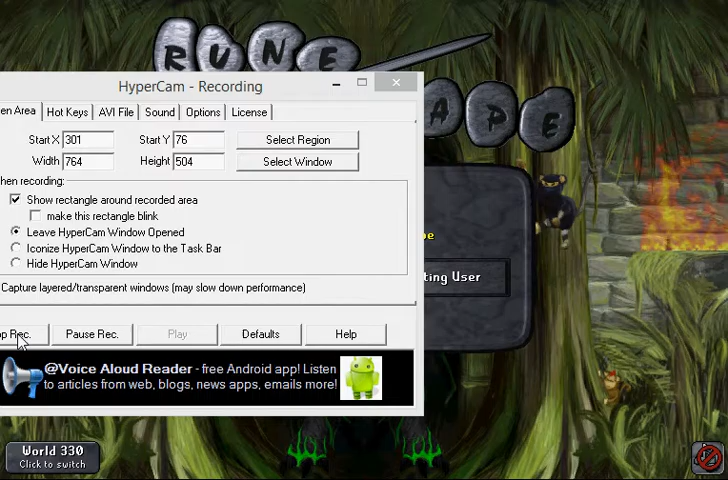 RUNE
APE
HyperCam - Recording
en Area Hot Keys AVI File Sound Options License
Start X 301 Start Y 76 Select Region
Width 764 Height 504 Select Window
hen recording:
Show rectangle around recorded area
make this rectangle blink
Leave HyperCam Window Opened
Iconize HyperCam Window to the Task Bar
Hide HyperCam Window
Capture layered/transparent windows (may slow down performance)
pe
ting User
op Rec. Pause Rec. Play Defaults Help
@Voice Aloud Reader - free Android app! Listen
to articles from web, blogs, news apps, emails more!
World 330
Click to switch